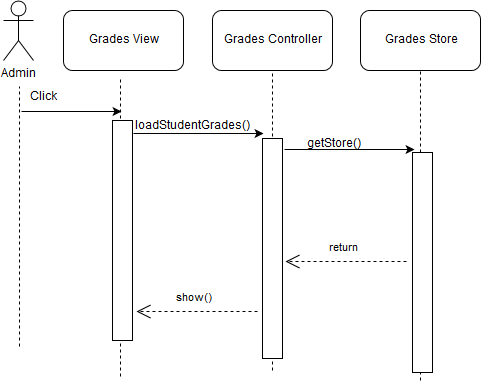 Grades View
Grades Controller
Grades Store
Admin
Click
loadStudentGrades()
getStore()
return
show()